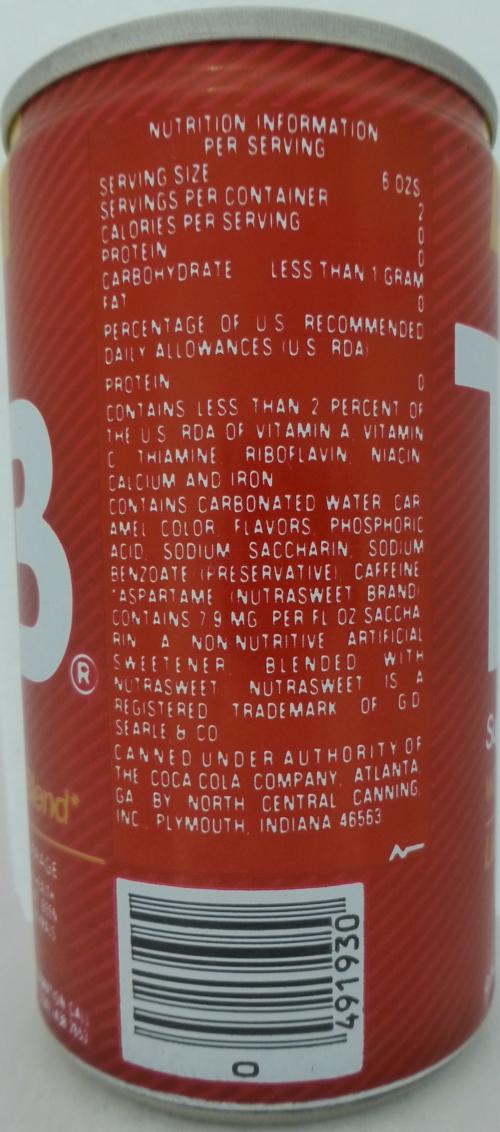 NUTRITION INFORMATION
PER SERVING
SERVING SIZE 6 OZS
SERVINGS PER CONTAINER 2
CALORIES PER SERVING 0
PROTEIN 0
CARBOHYDRATE LESS THAN 1 GRAM
FAT 0
PERCENTAGE OF U S RECOMMENDED
DAILY ALLOWANCES (U S RDA)
PROTEIN 0
CONTAINS LESS THAN 2 PERCENT OF
THE U S RDA OF VITAMIN A, VITAMIN
C THIAMINE RIBOFLAVIN NIACIN
CALCIUM AND IRON
CONTAINS CARBONATED WATER CAR
AMEL COLOR FLAVORS PHOSPHORIC
ACID SODIUM SACCHARIN, SODIUM
BENZOATE (PRESERVATIVE), CAFFEINE
*ASPARTAME (NUTRASWEET BRAND)
CONTAINS 7 9 MG PER FL OZ SACCHA
RIN A NON NUTRITIVE ARTIFICIAL
SWEETENER BLENDED WITH
NUTRASWEET NUTRASWEET IS A
REGISTERED TRADEMARK OF G D
SEARLE & CO
CANNED UNDER AUTHORITY OF
THE COCA COLA COMPANY, ATLANTA,
GA BY NORTH CENTRAL CANNING,
INC., PLYMOUTH, INDIANA 46563
B®
lend*
0 491930